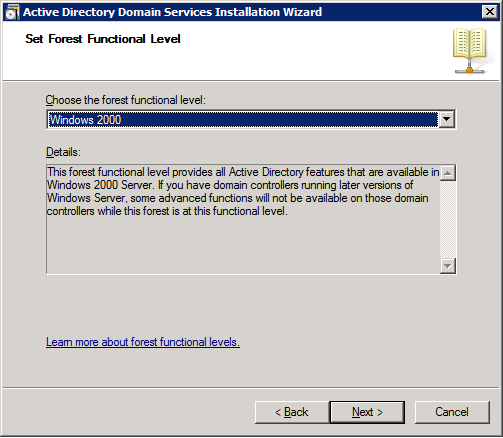 Active Directory Domain Services Installation Wizard
Set Forest Functional Level
Choose the forest functional level:
Windows 2000
Details:
This forest functional level provides all Active Directory features that are available in
Windows 2000 Server. If you have domain controllers running later versions of
Windows Server, some advanced functions will not be available on those domain
controllers while this forest is at this functional level.
Learn more about forest functional levels.
< Back
Next >
Cancel